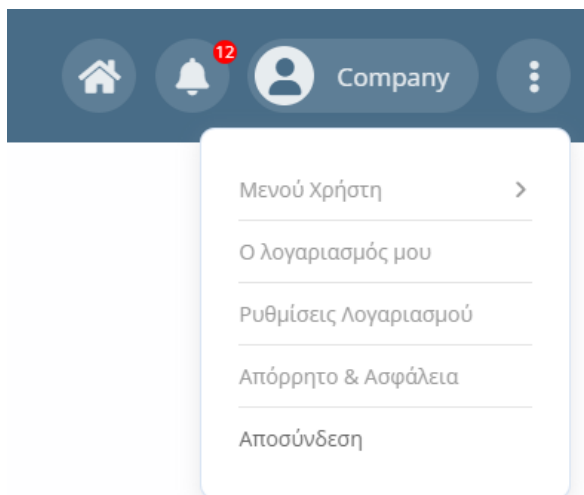 12
Company
Μενού Χρήστη
Ο λογαριασμός μου
Ρυθμίσεις Λογαριασμού
Απόρρητο & Ασφάλεια
Αποσύνδεση